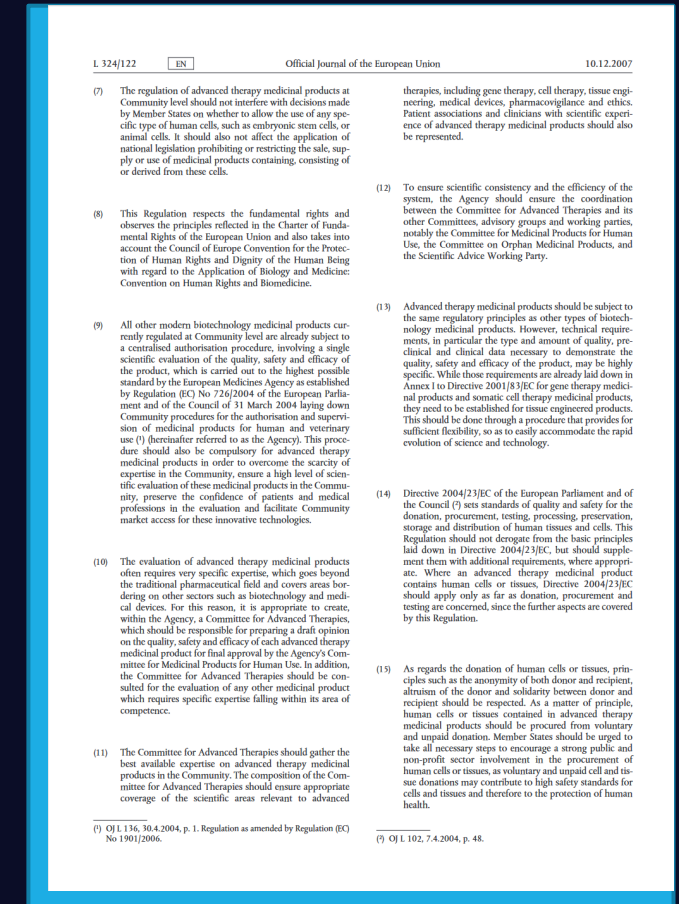 L 324/122 EN Official Journal of the European Union 10.12.2007
(7) The regulation of advanced therapy medicinal products at
Community level should not interfere with decisions made
by Member States on whether to allow the use of any spe-
cific type of human cells, such as embryonic stem cells, or
animal cells. It should also not affect the application of
national legislation prohibiting or restricting the sale, sup-
ply or use of medicinal products containing, consisting of
or derived from these cells.
(8) This Regulation respects the fundamental rights and
observes the principles reflected in the Charter of Funda-
mental Rights of the European Union and also takes into
account the Council of Europe Convention for the Protec-
tion of Human Rights and Dignity of the Human Being
with regard to the Application of Biology and Medicine:
Convention on Human Rights and Biomedicine.
(9) All other modern biotechnology medicinal products cur-
rently regulated at Community level are already subject to
a centralised authorisation procedure, involving a single
scientific evaluation of the quality, safety and efficacy of
the product, which is carried out to the highest possible
standard by the European Medicines Agency as established
by Regulation (EC) No 726/2004 of the European Parlia-
ment and of the Council of 31 March 2004 laying down
Community procedures for the authorisation and supervi-
sion of medicinal products for human and veterinary
use (¹) (hereinafter referred to as the Agency). This proce-
dure should also be compulsory for advanced therapy
medicinal products in order to overcome the scarcity of
expertise in the Community, ensure a high level of scien-
tific evaluation of these medicinal products in the Commu-
nity, preserve the confidence of patients and medical
professions in the evaluation and facilitate Community
market access for these innovative technologies.
(10) The evaluation of advanced therapy medicinal products
often requires very specific expertise, which goes beyond
the traditional pharmaceutical field and covers areas bor-
dering on other sectors such as biotechnology and medi-
cal devices. For this reason, it is appropriate to create,
within the Agency, a Committee for Advanced Therapies,
which should be responsible for preparing a draft opinion
on the quality, safety and efficacy of each advanced therapy
medicinal product for final approval by the Agency's Com-
mittee for Medicinal Products for Human Use. In addition,
the Committee for Advanced Therapies should be con-
sulted for the evaluation of any other medicinal product
which requires specific expertise falling within its area of
competence.
(11) The Committee for Advanced Therapies should gather the
best available expertise on advanced therapy medicinal
products in the Community. The composition of the Com-
mittee for Advanced Therapies should ensure appropriate
coverage of the scientific areas relevant to advanced
(¹) OJ L 136, 30.4.2004, p. 1. Regulation as amended by Regulation (EC)
No 1901/2006.
therapies, including gene therapy, cell therapy, tissue engi-
neering, medical devices, pharmacovigilance and ethics.
Patient associations and clinicians with scientific experi-
ence of advanced therapy medicinal products should also
be represented.
(12) To ensure scientific consistency and the efficiency of the
system, the Agency should ensure the coordination
between the Committee for Advanced Therapies and its
other Committees, advisory groups and working parties,
notably the Committee for Medicinal Products for Human
Use, the Committee on Orphan Medicinal Products, and
the Scientific Advice Working Party.
(13) Advanced therapy medicinal products should be subject to
the same regulatory principles as other types of biotech-
nology medicinal products. However, technical require-
ments, in particular the type and amount of quality, pre-
clinical and clinical data necessary to demonstrate the
quality, safety and efficacy of the product, may be highly
specific. While those requirements are already laid down in
Annex I to Directive 2001/83/EC for gene therapy medici-
nal products and somatic cell therapy medicinal products,
they need to be established for tissue engineered products.
This should be done through a procedure that provides for
sufficient flexibility, so as to easily accommodate the rapid
evolution of science and technology.
(14) Directive 2004/23/EC of the European Parliament and of
the Council (²) sets standards of quality and safety for the
donation, procurement, testing, processing, preservation,
storage and distribution of human tissues and cells. This
Regulation should not derogate from the basic principles
laid down in Directive 2004/23/EC, but should supple-
ment them with additional requirements, where appropri-
ate. Where an advanced therapy medicinal product
contains human cells or tissues, Directive 2004/23/EC
should apply only as far as donation, procurement and
testing are concerned, since the further aspects are covered
by this Regulation.
(15) As regards the donation of human cells or tissues, prin-
ciples such as the anonymity of both donor and recipient,
altruism of the donor and solidarity between donor and
recipient should be respected. As a matter of principle,
human cells or tissues contained in advanced therapy
medicinal products should be procured from voluntary
and unpaid donation. Member States should be urged to
take all necessary steps to encourage a strong public and
non-profit sector involvement in the procurement of
human cells or tissues, as voluntary and unpaid cell and tis-
sue donations may contribute to high safety standards for
cells and tissues and therefore to the protection of human
health.
(²) OJ L 102, 7.4.2004, p. 48.